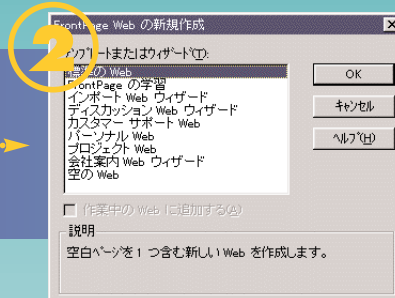 FrontPage Web の新規作成
②
テンプレートまたはウィザード(T):
標準の Web
FrontPage の学習
インポート Web ウィザード
ディスカッション Web ウィザード
カスタマー サポート Web
パーソナル Web
プロジェクト Web
会社案内 Web ウィザード
空の Web
OK
キャンセル
ヘルプ(H)
作業中の Web に追加する(A)
説明
空白ページを 1 つ含む新しい Web を作成します。